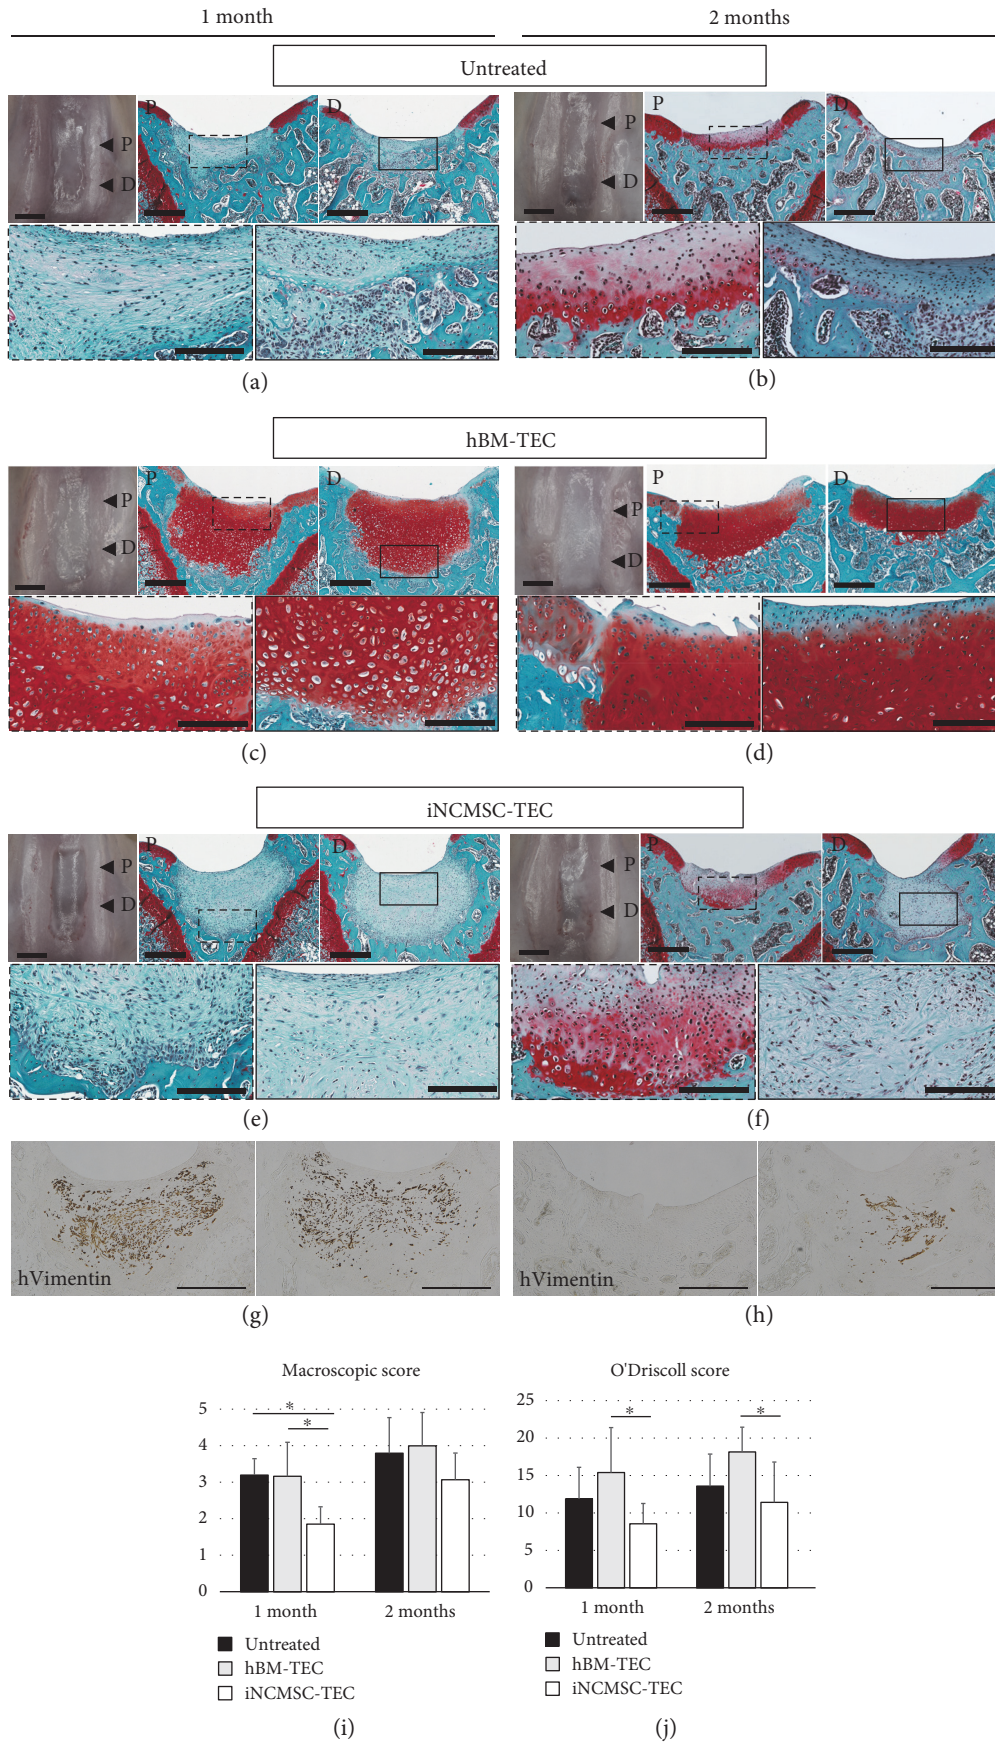 1 month
2 months
Untreated
P
D
P
D
P
D
P
D
(a)
(b)
hBM-TEC
P
D
P
D
P
D
P
D
(c)
(d)
iNCMSC-TEC
P
D
P
D
P
D
P
D
(e)
(f)
hVimentin
hVimentin
(g)
(h)
Macroscopic score
5
4
3
2
1
0
*
*
1 month
2 months
Untreated
hBM-TEC
iNCMSC-TEC
(i)
O'Driscoll score
25
20
15
10
5
0
*
*
1 month
2 months
Untreated
hBM-TEC
iNCMSC-TEC
(j)